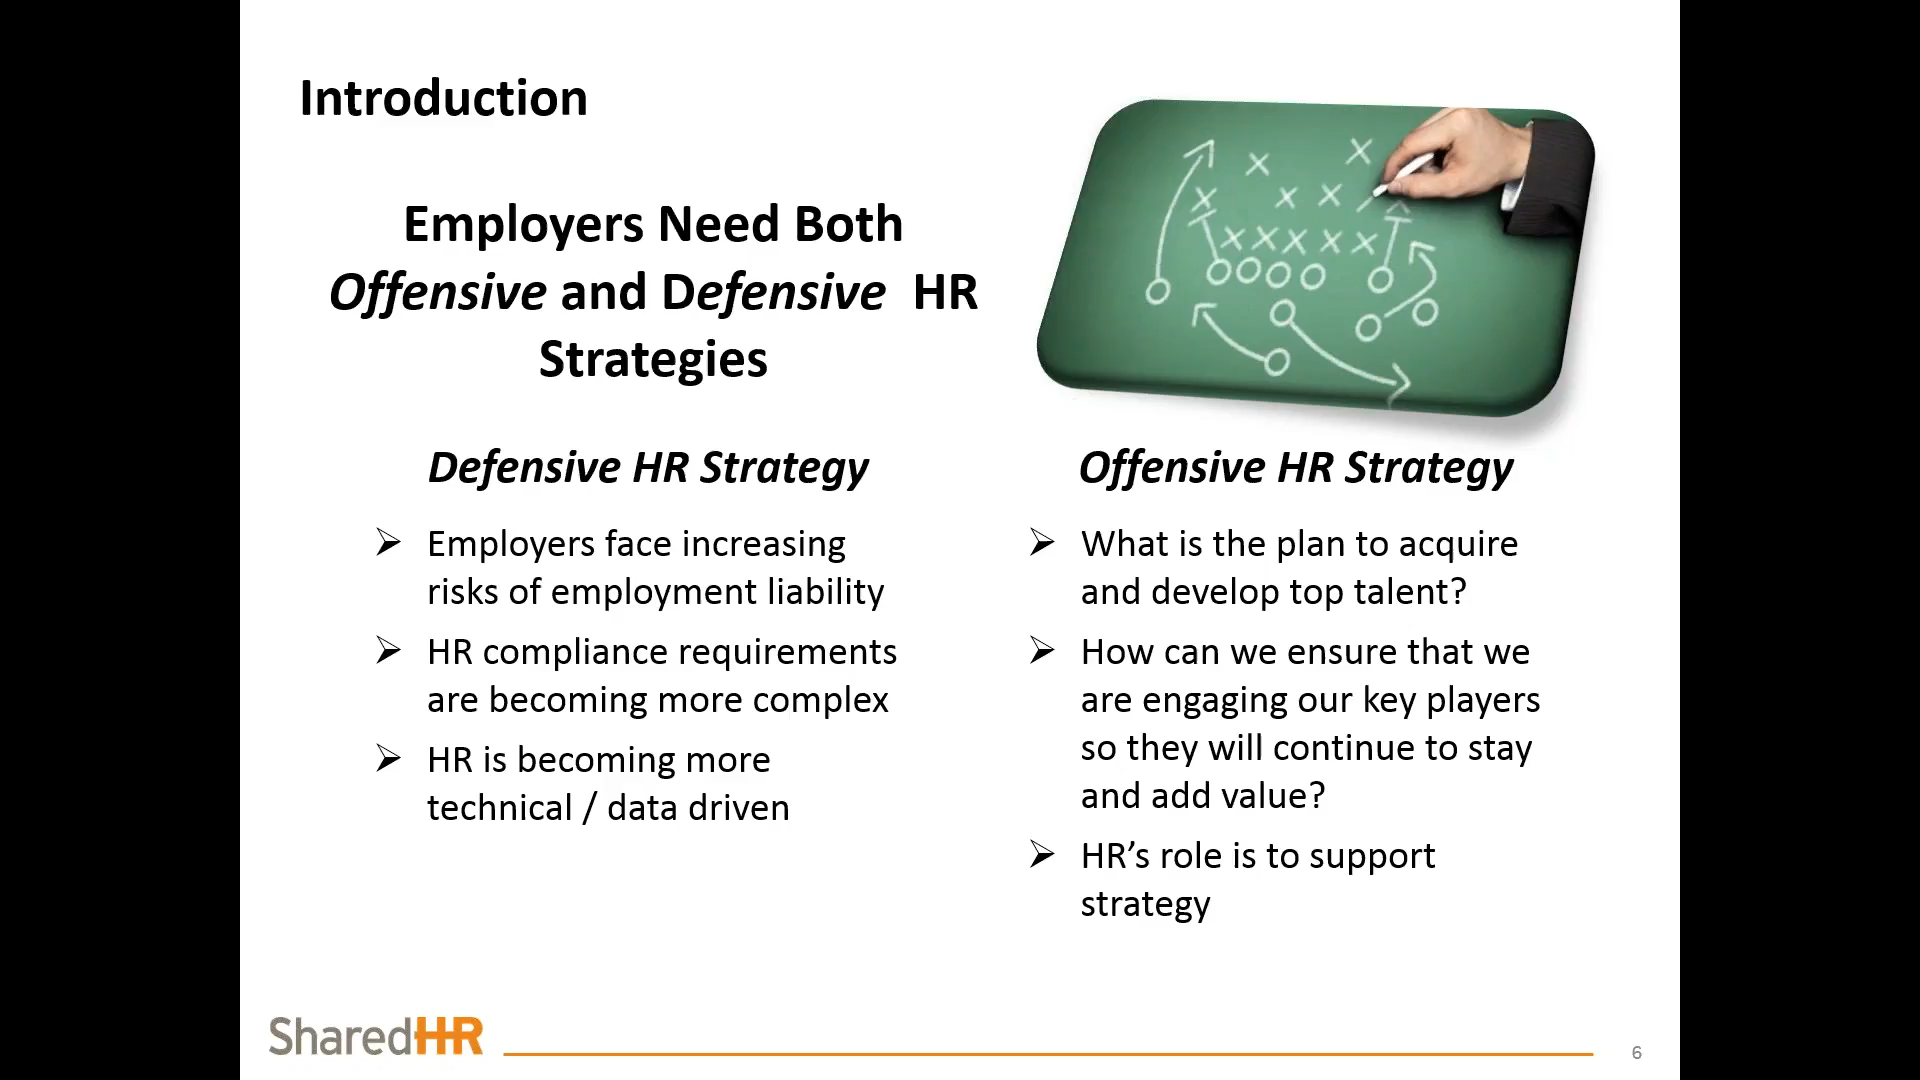 Introduction
Employers Need Both
Offensive and Defensive HR
Strategies
Defensive HR Strategy
➢ Employers face increasing
risks of employment liability
➢ HR compliance requirements
are becoming more complex
➢ HR is becoming more
technical / data driven
Offensive HR Strategy
➢ What is the plan to acquire
and develop top talent?
➢ How can we ensure that we
are engaging our key players
so they will continue to stay
and add value?
➢ HR’s role is to support
strategy
SharedHR
6